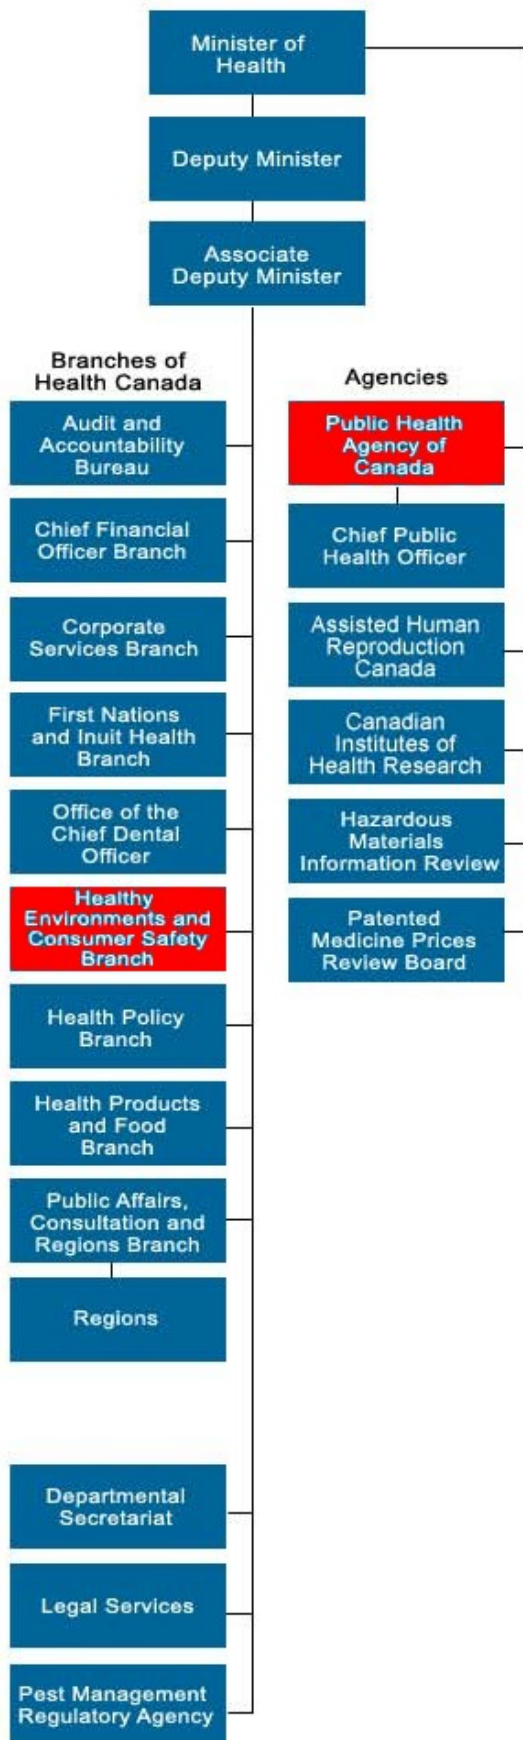 Minister of
Health
Deputy Minister
Associate
Deputy Minister
Branches of
Health Canada
Audit and
Accountability
Bureau
Chief Financial
Officer Branch
Corporate
Services Branch
First Nations
and Inuit Health
Branch
Office of the
Chief Dental
Officer
Healthy
Environments and
Consumer Safety
Branch
Health Policy
Branch
Health Products
and Food
Branch
Public Affairs,
Consultation and
Regions Branch
Regions
Departmental
Secretariat
Legal Services
Pest Management
Regulatory Agency
Agencies
Public Health
Agency of
Canada
Chief Public
Health Officer
Assisted Human
Reproduction
Canada
Canadian
Institutes of
Health Research
Hazardous
Materials
Information Review
Patented
Medicine Prices
Review Board